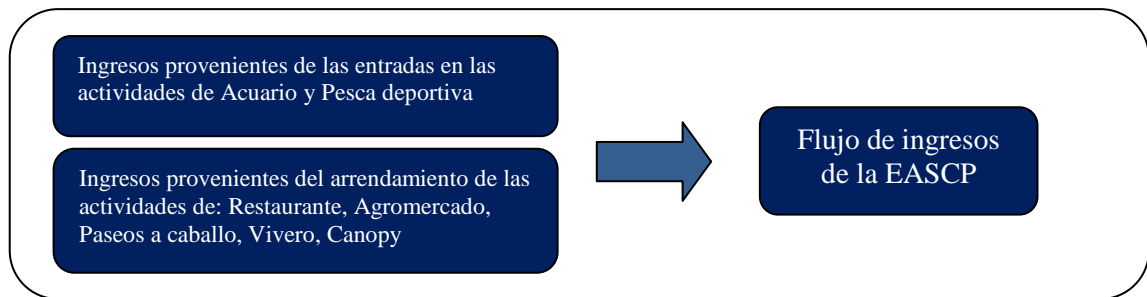 Ingresos provenientes de las entradas en las
actividades de Acuario y Pesca deportiva
Ingresos provenientes del arrendamiento de las
actividades de: Restaurante, Agromercado,
Paseos a caballo, Vivero, Canopy
Flujo de ingresos
de la EASCP